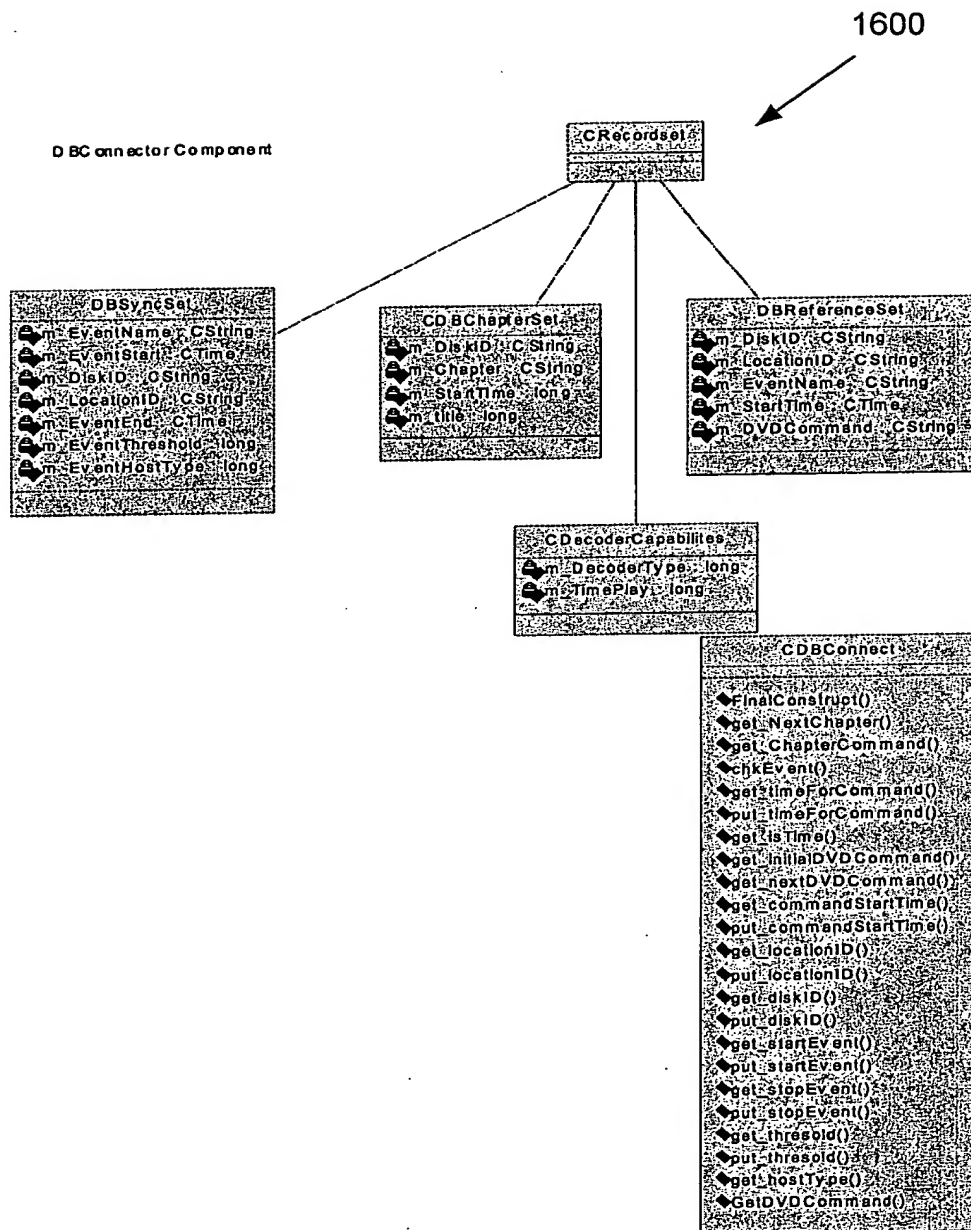 1600
DBConnector Component
CRecordset
DBSyncSet
m_EventName : CString
m_EventStart : CTime
m_DiskID : CString
m_LocationID : CString
m_EventEnd : CTime
m_EventThreshold : long
m_EventHostType : long
CDBChapterSet
m_DiskID : CString
m_Chapter : CString
m_StartTime : long
m_title : long
DBReferenceSet
m_DiskID : CString
m_LocationID : CString
m_EventName : CString
m_StartTime : CTime
m_DVDCommand : CString
CDecoderCapabilites
m_DecoderType : long
m_TimePlay : long
CDBConnect
FinalConstruct()
get_NextChapter()
get_ChapterCommand()
chkEvent()
get_timeForCommand()
put_timeForCommand()
get_isTime()
get_initialDVDCommand()
get_nextDVDCommand()
get_commandStartTime()
put_commandStartTime()
get_locationID()
put_locationID()
get_diskID()
put_diskID()
get_startEvent()
put_startEvent()
get_stopEvent()
put_stopEvent()
get_thresold()
put_thresold()
get_hostType()
GetDVDCommand()